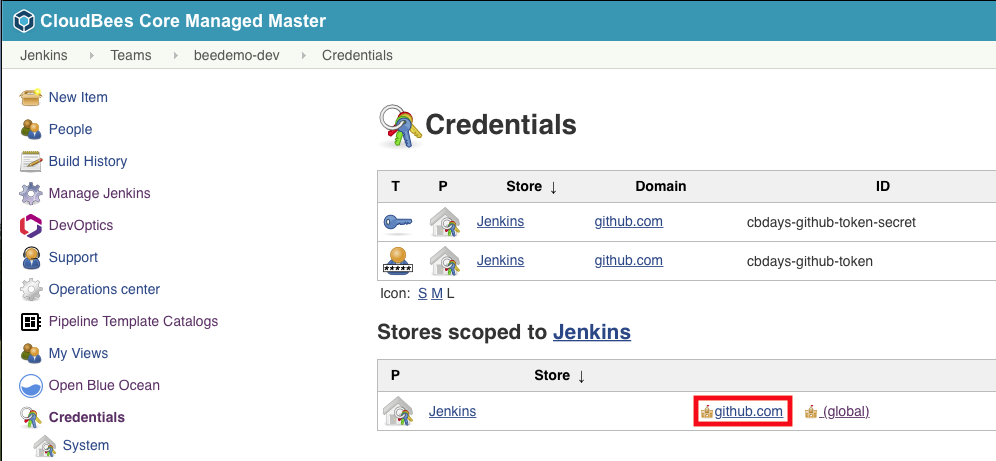 CloudBees Core Managed Master
Jenkins Teams beedemo-dev Credentials
New Item
People
Build History
Manage Jenkins
DevOptics
Support
Operations center
Pipeline Template Catalogs
My Views
Open Blue Ocean
Credentials
System
Credentials
T P Store ↓ Domain ID
Jenkins github.com cbdays-github-token-secret
Jenkins github.com cbdays-github-token
Icon: S M L
Stores scoped to Jenkins
P Store ↓
Jenkins github.com (global)